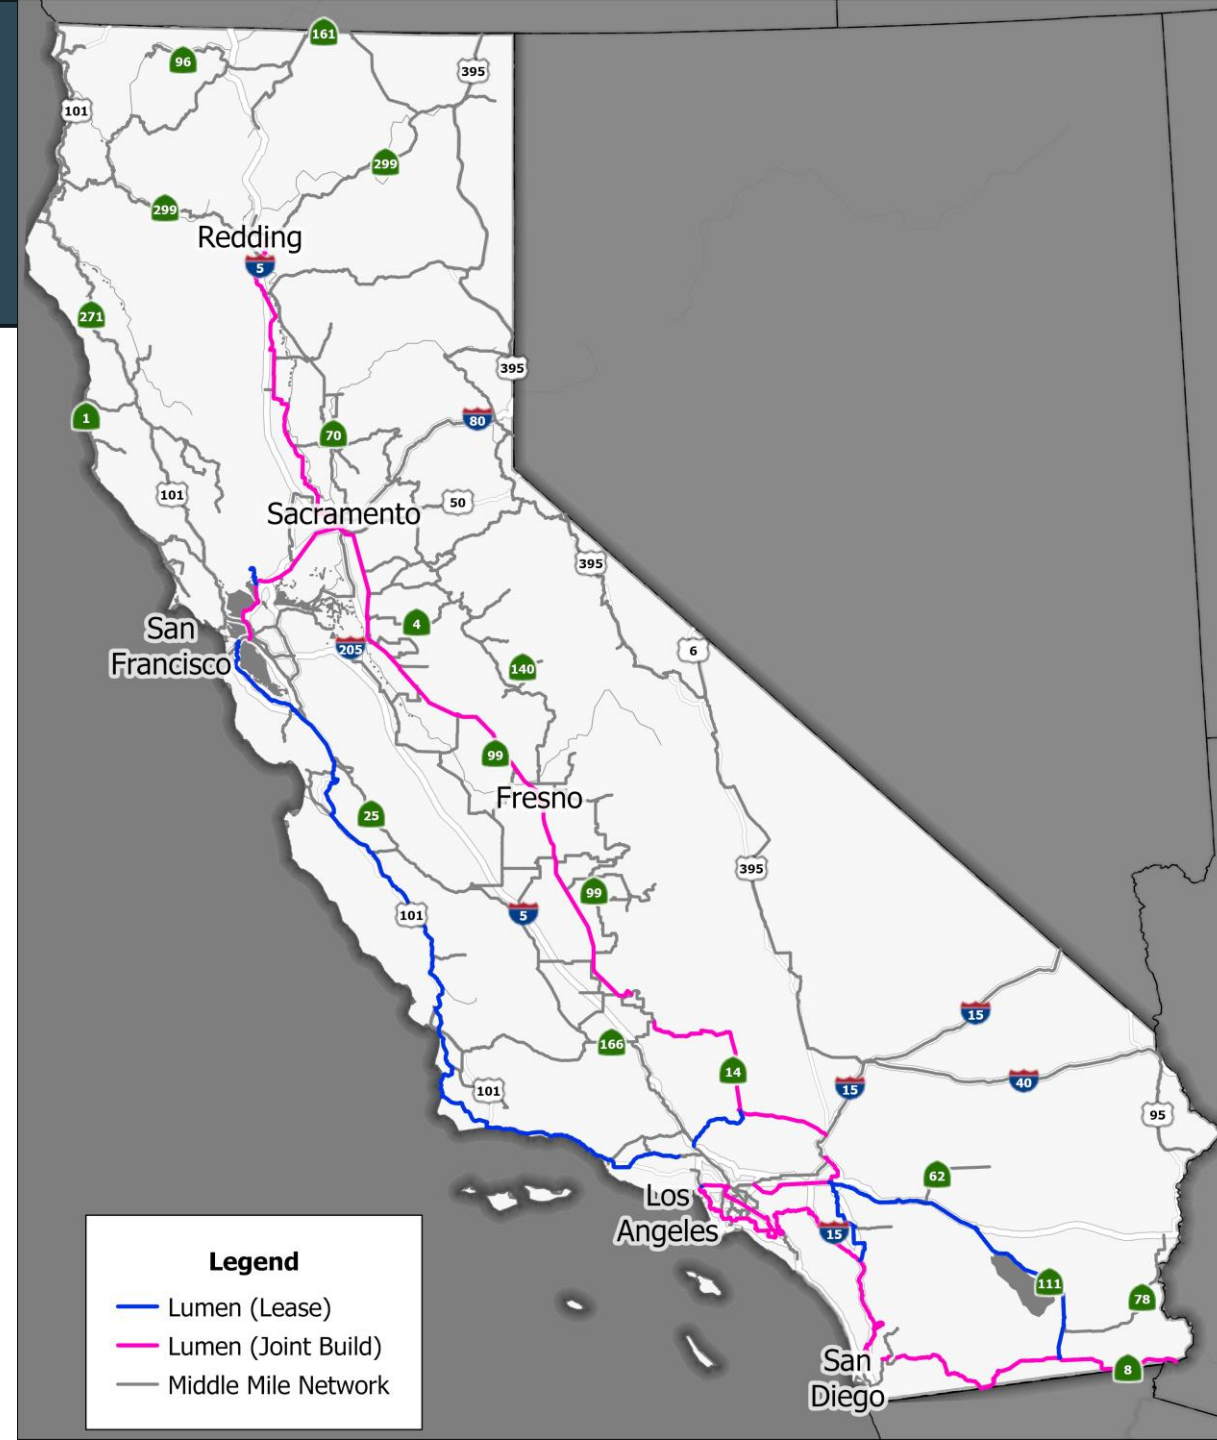 161
96
395
101
299
299
Redding
5
271
395
1
80
70
101
50
Sacramento
395
4
San
Francisco
205
6
140
99
Fresno
25
395
99
101
5
15
166
14
40
15
101
95
62
Los
Angeles
15
111
78
San
Diego
8
Legend
Lumen (Lease)
Lumen (Joint Build)
Middle Mile Network